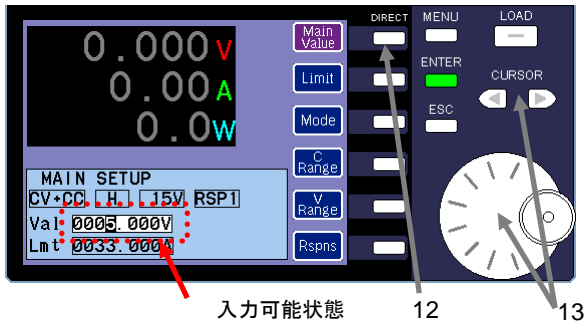 0.000V
0.00A
0.0W
MAIN SETUP
CV+CC H 15V RSP1
Val 0005.000V
Lmt 0033.000A
Main Value
Limit
Mode
C Range
V Range
Rspns
DIRECT
MENU
LOAD
ENTER
CURSOR
ESC
入力可能状態
12
13